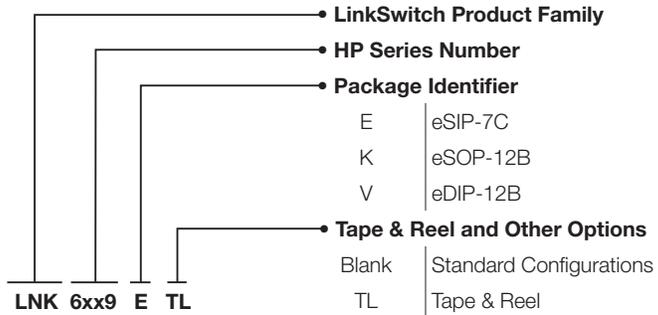 LinkSwitch Product Family
HP Series Number
Package Identifier
E eSIP-7C
K eSOP-12B
V eDIP-12B
Tape & Reel and Other Options
Blank Standard Configurations
TL Tape & Reel
LNK 6xx9 E TL